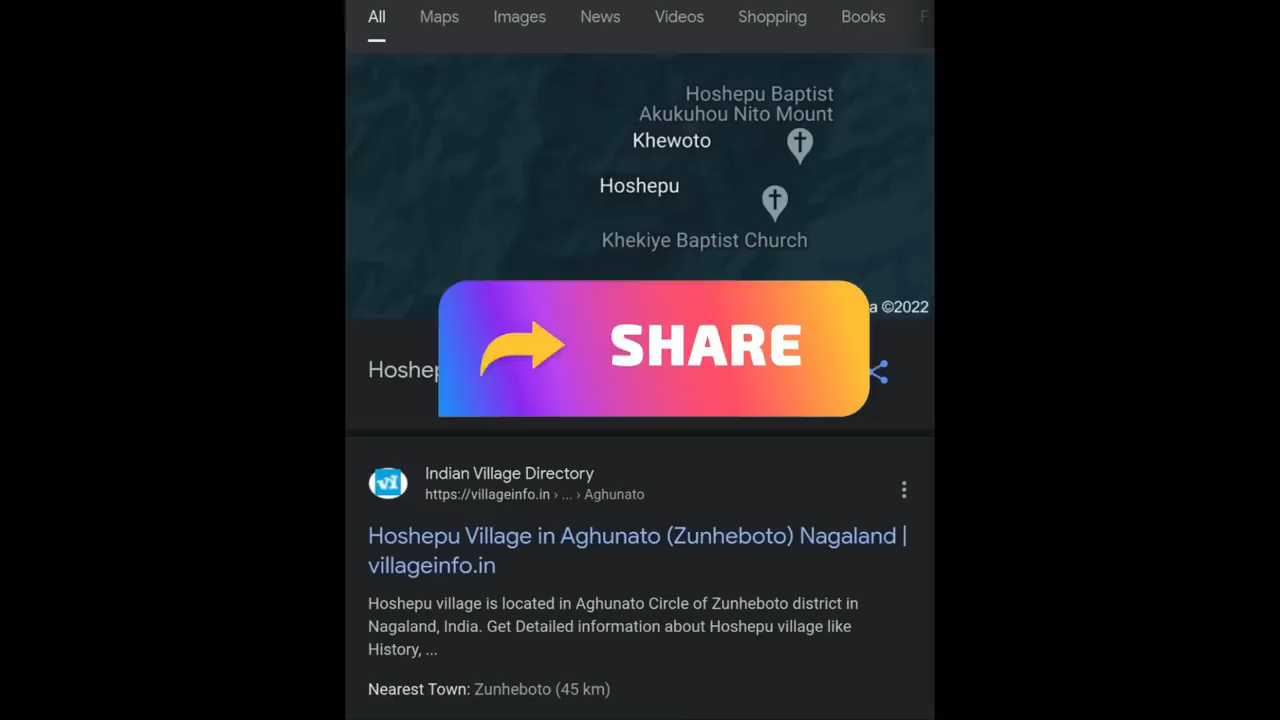 All Maps Images News Videos Shopping Books
Hoshepu Baptist
Akukuhou Nito Mount
Khewoto
Hoshepu
Khekiye Baptist Church
a ©2022
SHARE
Hoshep
Indian Village Directory
https://villageinfo.in › ... › Aghunato
Hoshepu Village in Aghunato (Zunheboto) Nagaland |
villageinfo.in
Hoshepu village is located in Aghunato Circle of Zunheboto district in
Nagaland, India. Get Detailed information about Hoshepu village like
History, ...
Nearest Town: Zunheboto (45 km)